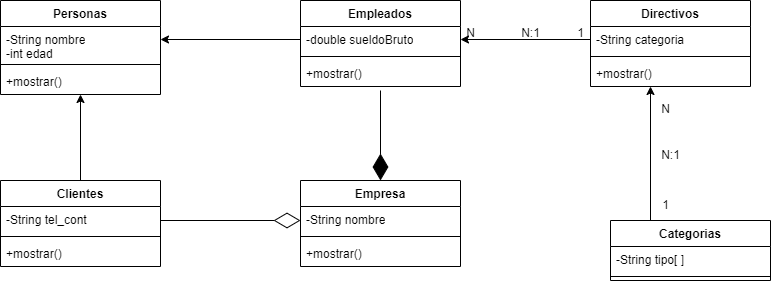 Personas
-String nombre
-int edad
+mostrar()
Empleados
-double sueldoBruto
+mostrar()
N
N:1
1
Directivos
-String categoria
+mostrar()
N
N:1
1
Clientes
-String tel_cont
+mostrar()
Empresa
-String nombre
+mostrar()
Categorias
-String tipo[ ]